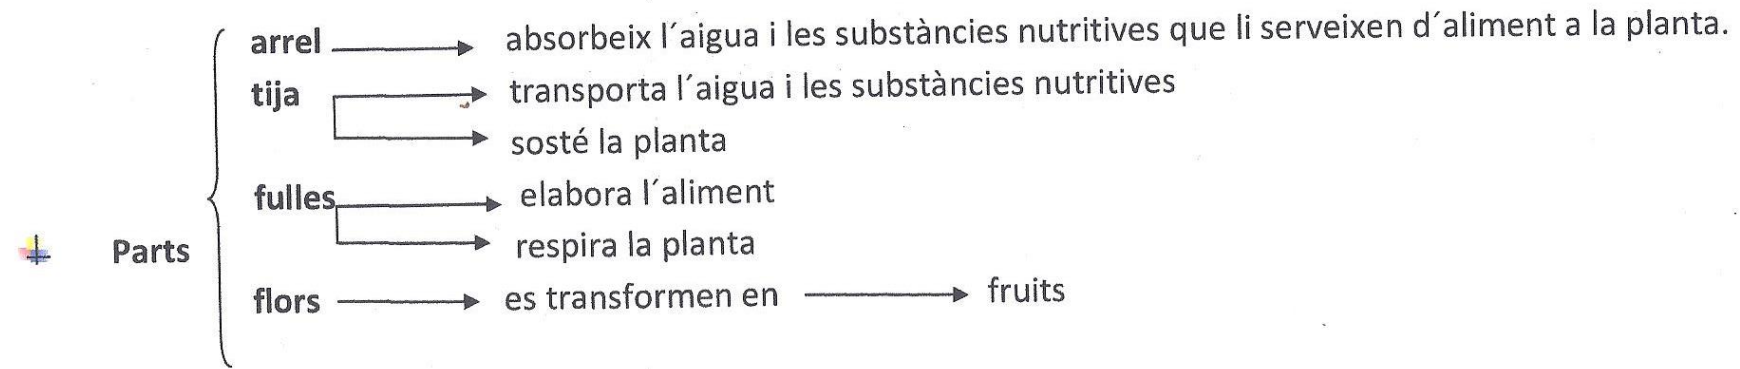 arrel absorbeix l´aigua i les substàncies nutritives que li serveixen d´aliment a la planta.
tija transporta l´aigua i les substàncies nutritives
sosté la planta
fulles elabora l´aliment
respira la planta
Parts
flors es transformen en fruits